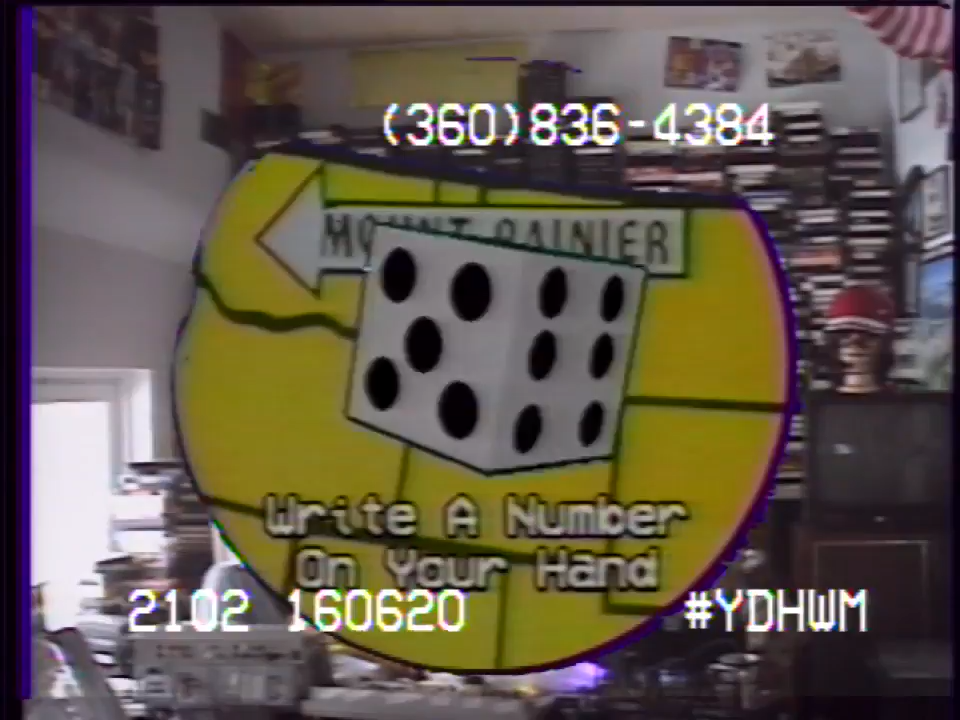 (360)836-4384
MOUNT RAINIER
Write A Number
On Your Hand
2102 160620
#YDHWM